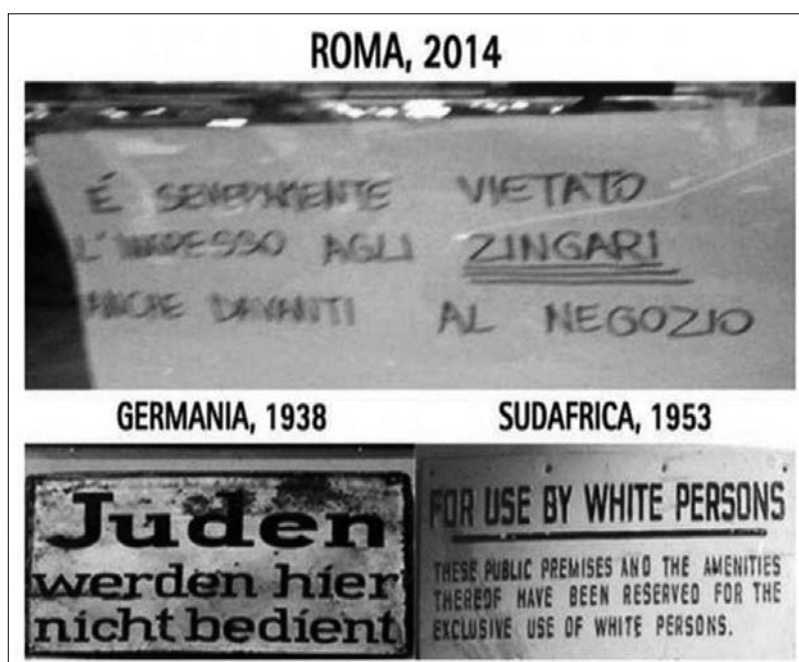 ROMA, 2014
É SEVERAMENTE VIETATO
L'INGRESSO AGLI ZINGARI
ANCHE DAVANTI AL NEGOZIO
GERMANIA, 1938
SUDAFRICA, 1953
Juden
werden hier
nicht bedient
FOR USE BY WHITE PERSONS
THESE PUBLIC PREMISES AND THE AMENITIES
THEREOF HAVE BEEN RESERVED FOR THE
EXCLUSIVE USE OF WHITE PERSONS.